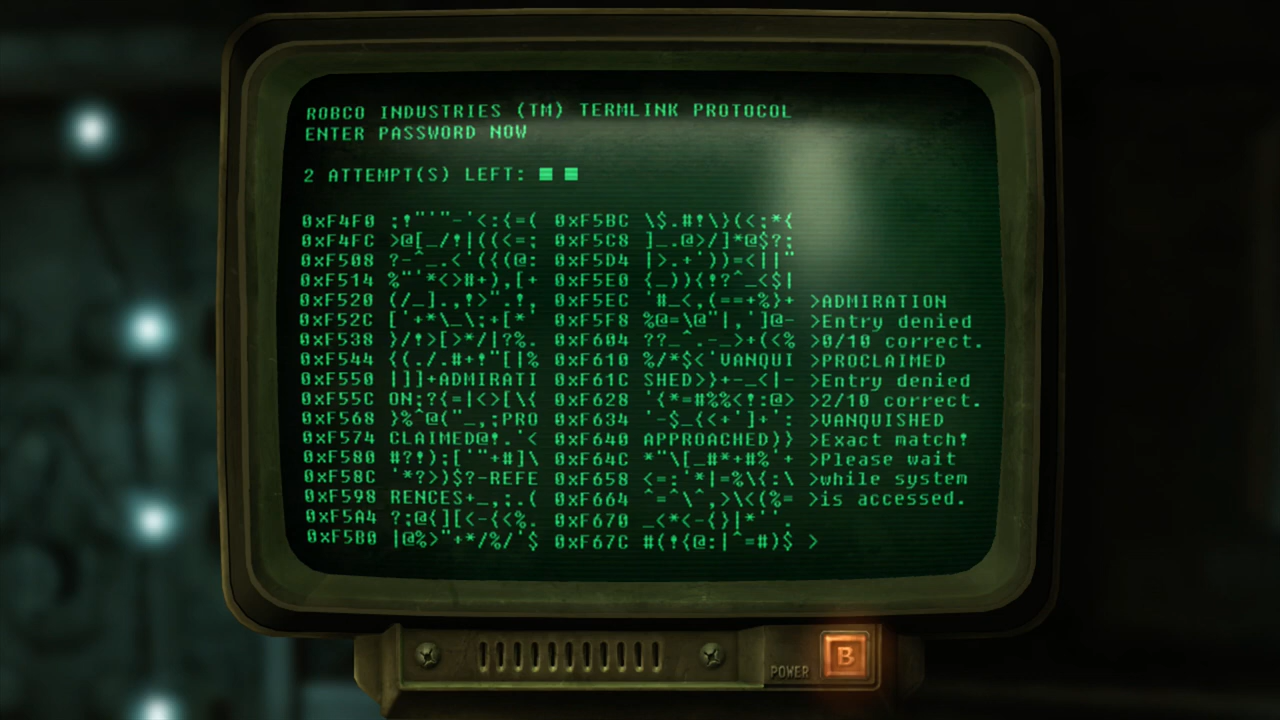 ROBCO INDUSTRIES (TM) TERMLINK PROTOCOL
ENTER PASSWORD NOW
2 ATTEMPT(S) LEFT: ■ ■
0xF4F0 ;!"'"-'<:{=( 0xF5BC \$.#!\}(<;*{
0xF4FC >@[_/!|((<=; 0xF5C8 ]_.@>/]*@$?;
0xF508 ?-^_.<'({(@: 0xF5D4 |>.+'))=<||"
0xF514 %"'*<>#+),[+ 0xF5E0 {_)){!?^_<$|
0xF520 (/_].,!>".!, 0xF5EC '#_<,(==+%}+ >ADMIRATION
0xF52C ['+*\_\;+[*' 0xF5F8 %@=\@"|,']@- >Entry denied
0xF538 }/!>[>*/|?%. 0xF604 ??_^.-_>+(<% >0/10 correct.
0xF544 {(./.#+!"[|% 0xF610 %/*$<'VANQUI >PROCLAIMED
0xF550 |]]+ADMIRATI 0xF61C SHED>}+-_<|- >Entry denied
0xF55C ON;?{=|<>[\{ 0xF628 '{*=#%%<!:@> >2/10 correct.
0xF568 }%^@("_,;PRO 0xF634 '-$_{<+']+': >VANQUISHED
0xF574 CLAIMED@!.'< 0xF640 APPROACHED)} >Exact match!
0xF580 #?!);['"+#]\ 0xF64C *"\[_#*+#%'+ >Please wait
0xF58C '*?>)$?-REFE 0xF658 <=:'*|=%\{:\ >while system
0xF598 RENCES+_,;.( 0xF664 ^=^\^,>\<(%= >is accessed.
0xF5A4 ?;@{][<-{<%. 0xF670 _<*<-{}|*''.
0xF5B0 |@%>"+*/%/'$ 0xF67C #(!{@:|^=#)$ >
POWER
B